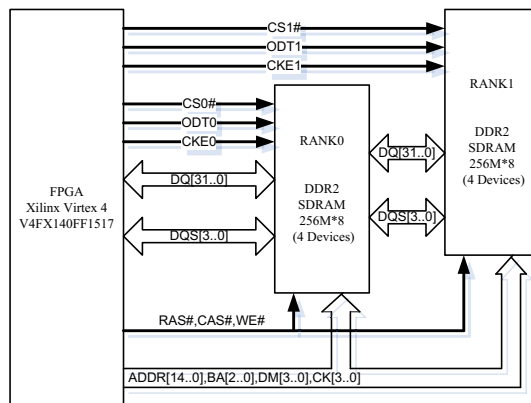 CS1#
ODT1
CKE1
RANK1
DDR2
SDRAM
256M*8
(4 Devices)
CS0#
ODT0
CKE0
RANK0
DDR2
SDRAM
256M*8
(4 Devices)
DQ[31..0]
DQS[3..0]
FPGA
Xilinx Virtex 4
V4FX140FF1517
DQ[31..0]
DQS[3..0]
RAS#,CAS#,WE#
ADDR[14..0],BA[2..0],DM[3..0],CK[3..0]